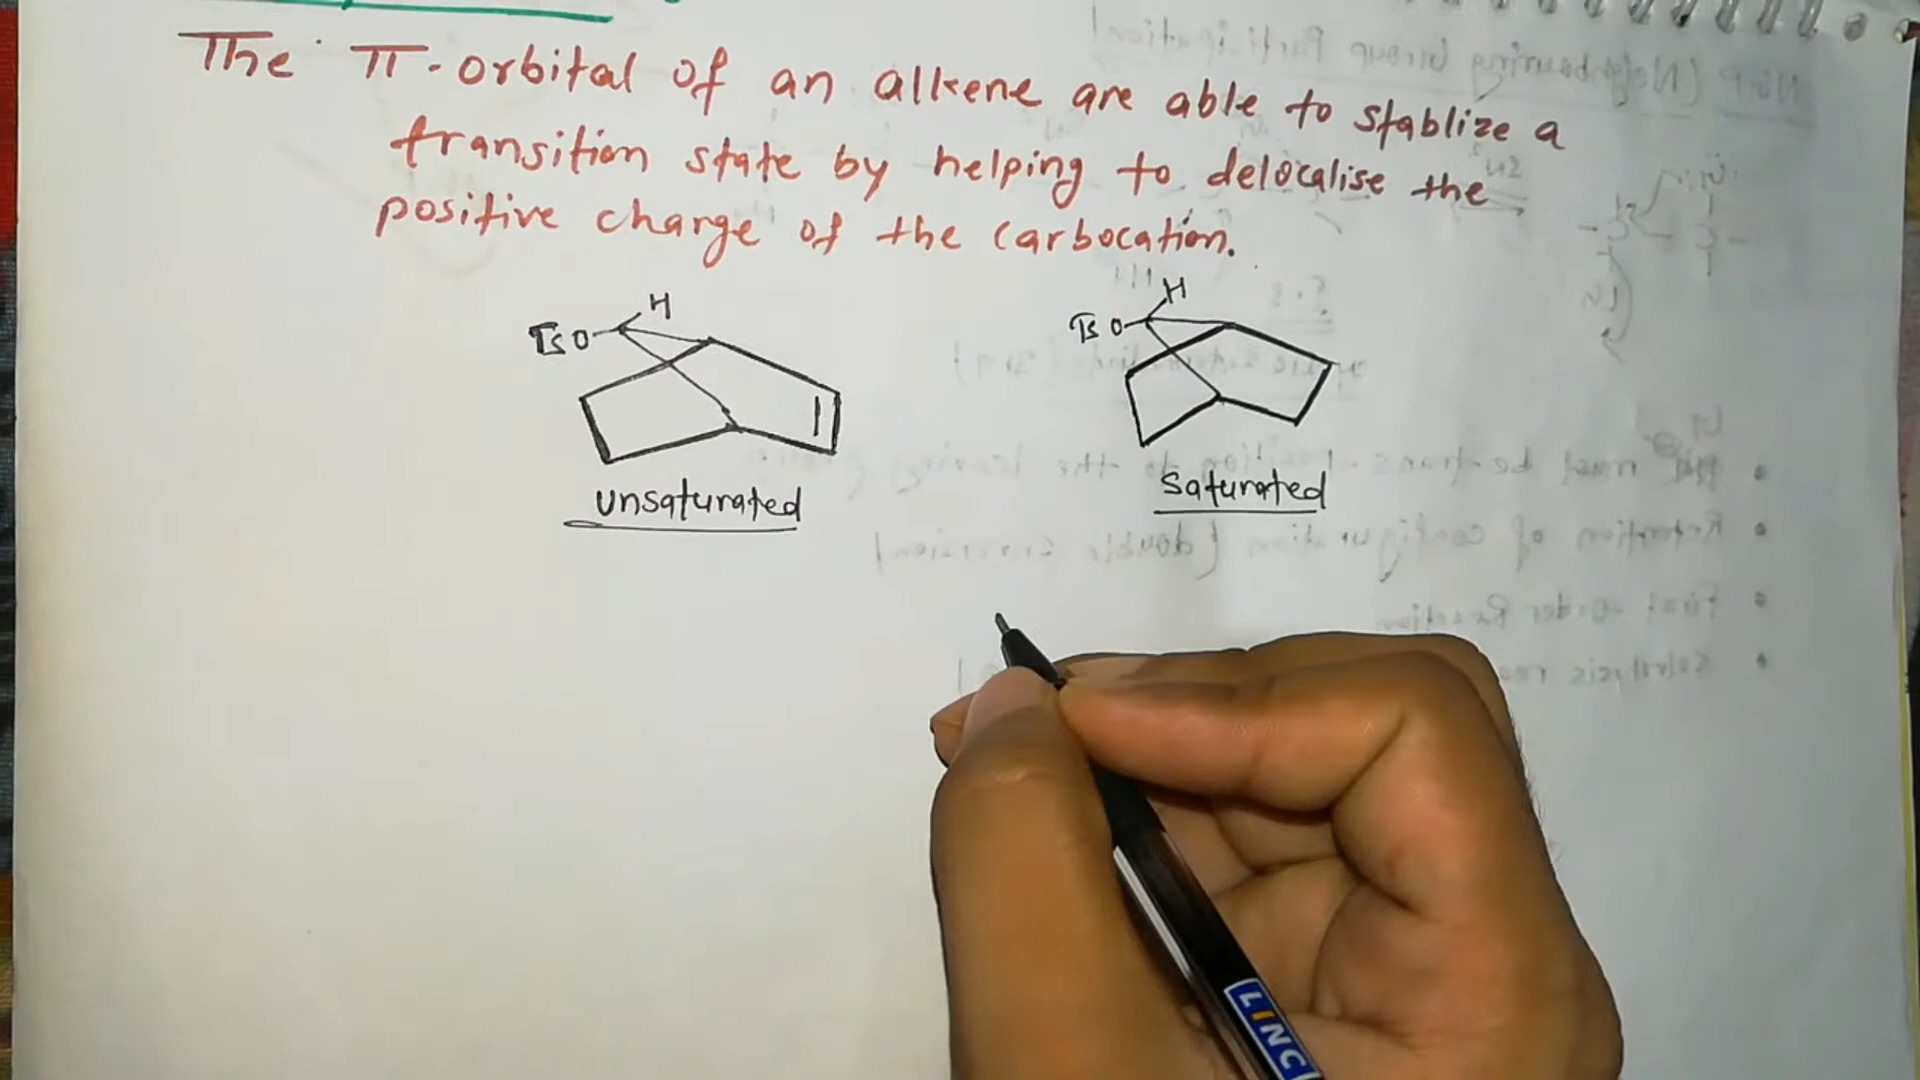 The π-orbital of an alkene are able to stablize a
transition state by helping to delocalise the
positive charge of the carbocation.
H
TsO
H
TsO
Unsaturated
Saturated
LINC